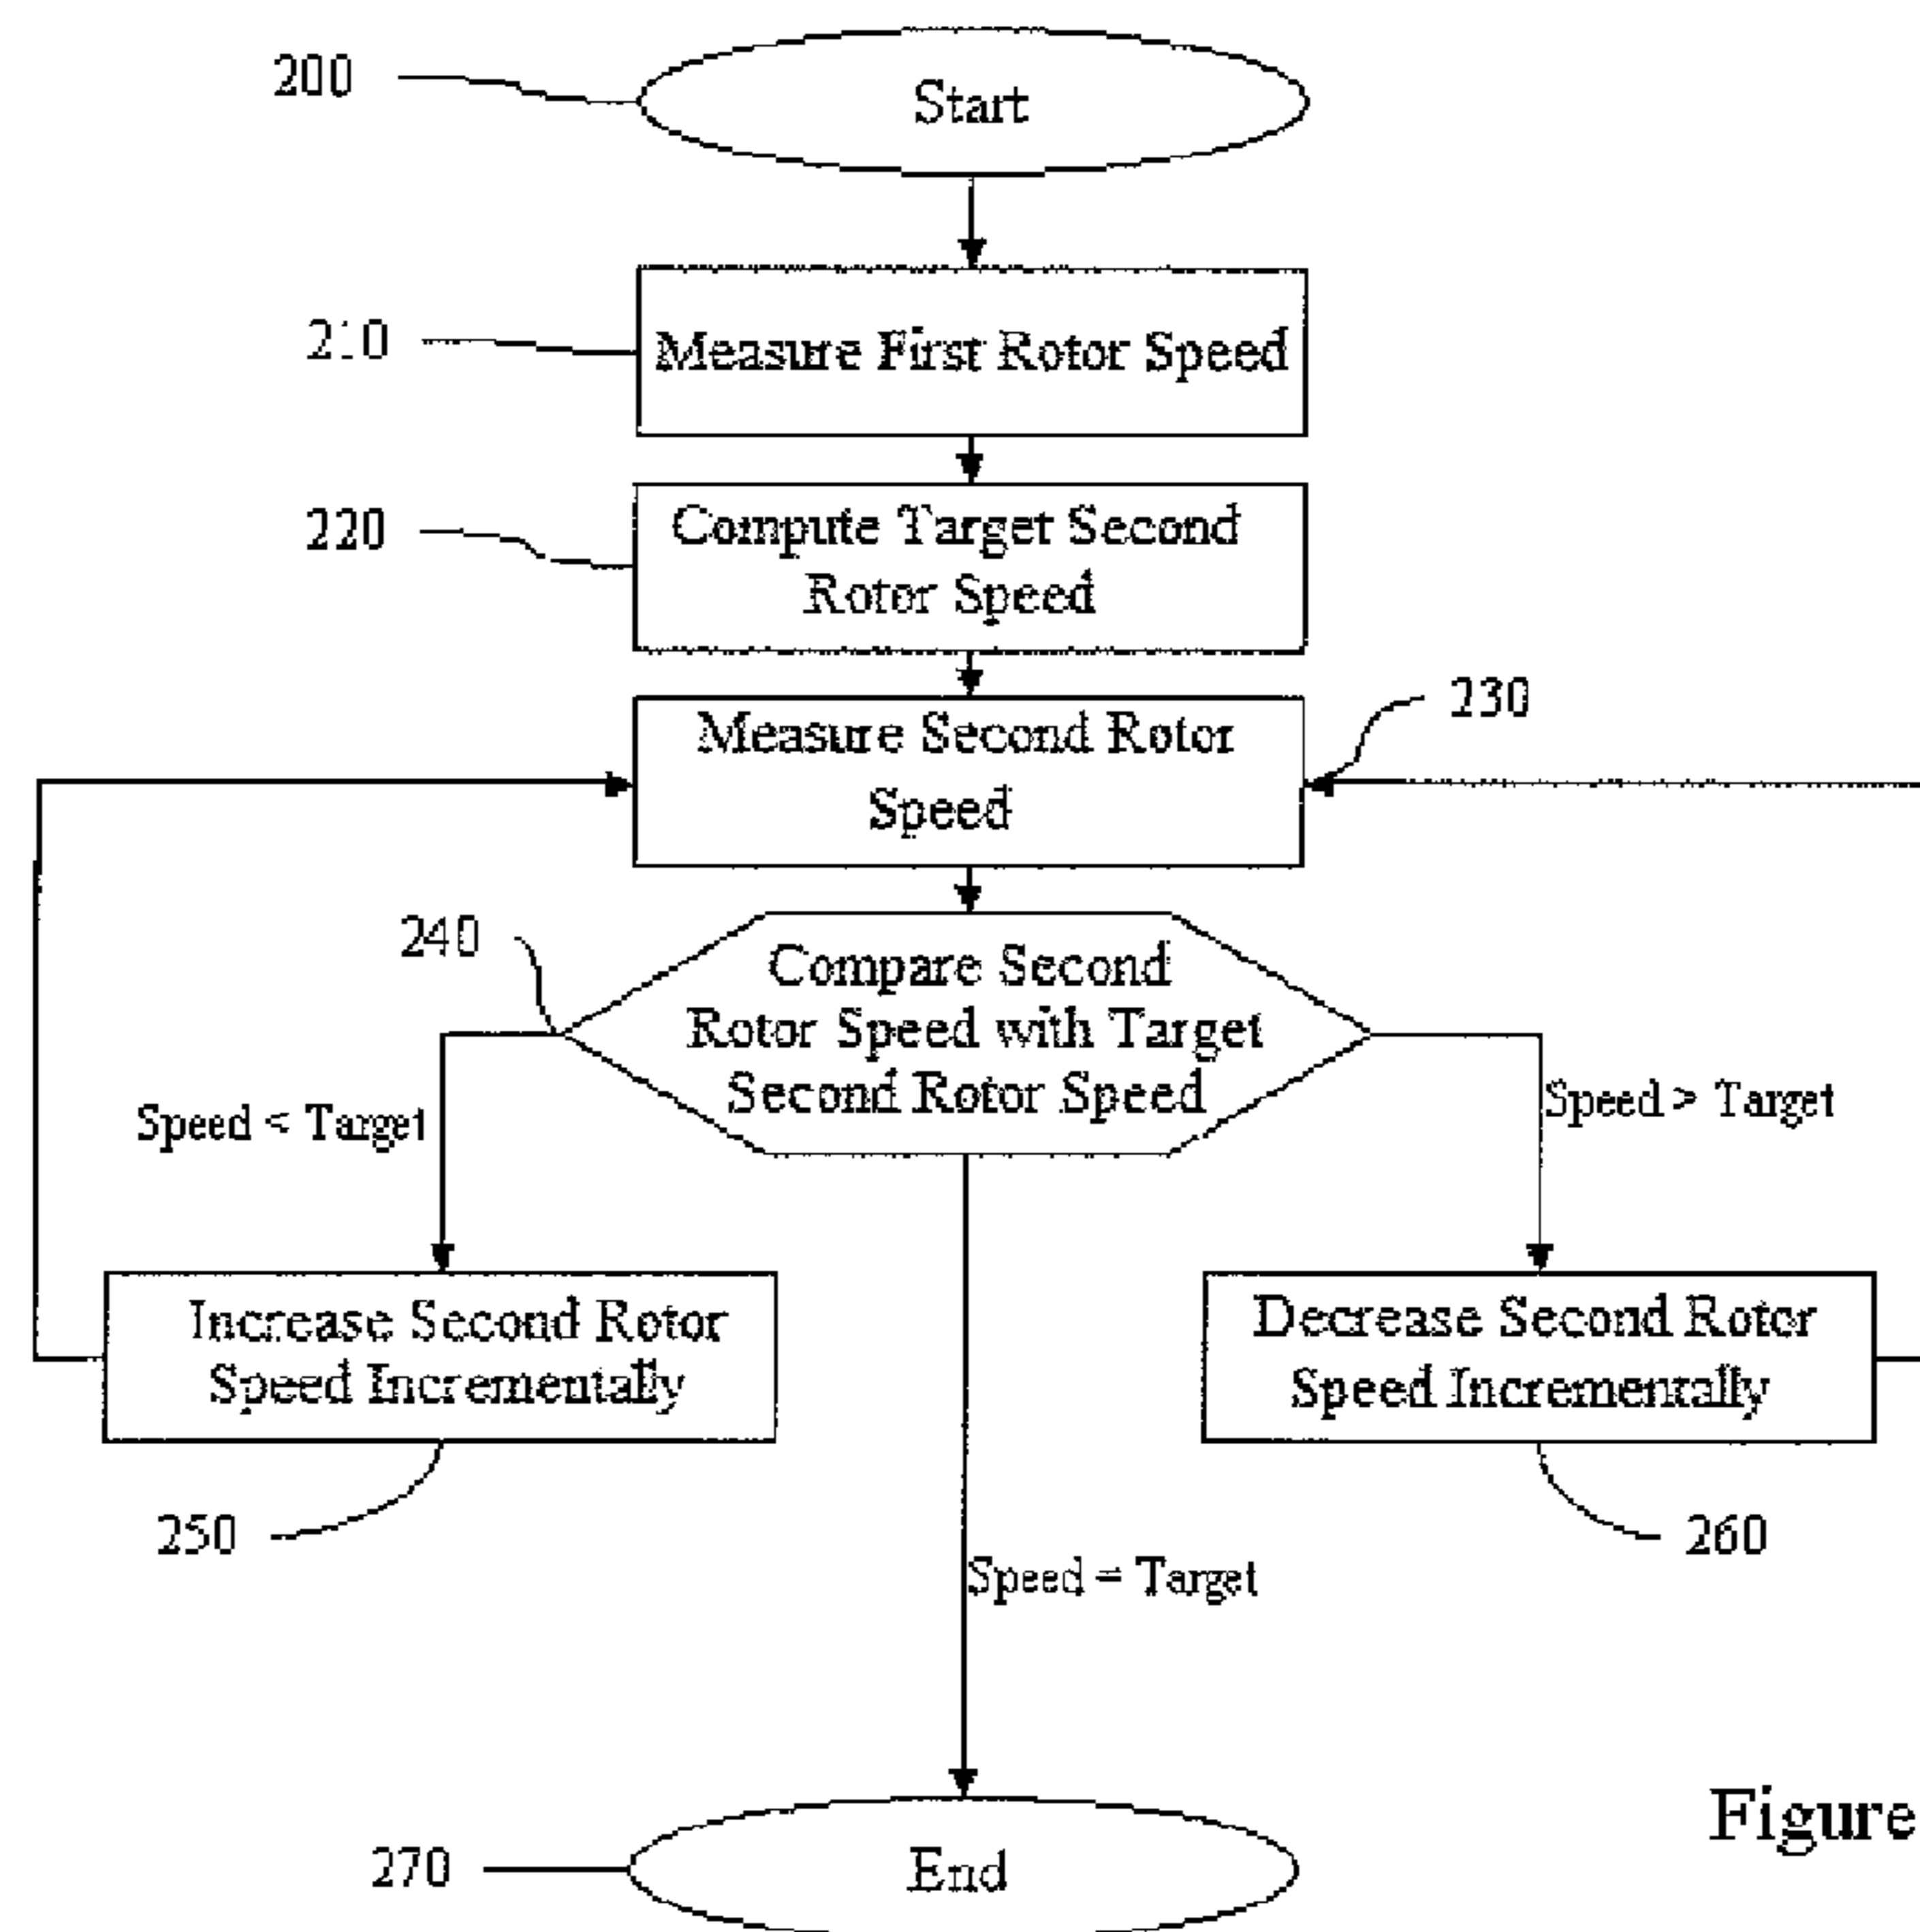 200
Start
210
Measure First Rotor Speed
220
Compute Target Second
Rotor Speed
230
Measure Second Rotor
Speed
240
Compare Second
Rotor Speed with Target
Second Rotor Speed
Speed < Target
Speed > Target
Increase Second Rotor
Speed Incrementally
Decrease Second Rotor
Speed Incrementally
250
260
Speed = Target
Figure
270
End